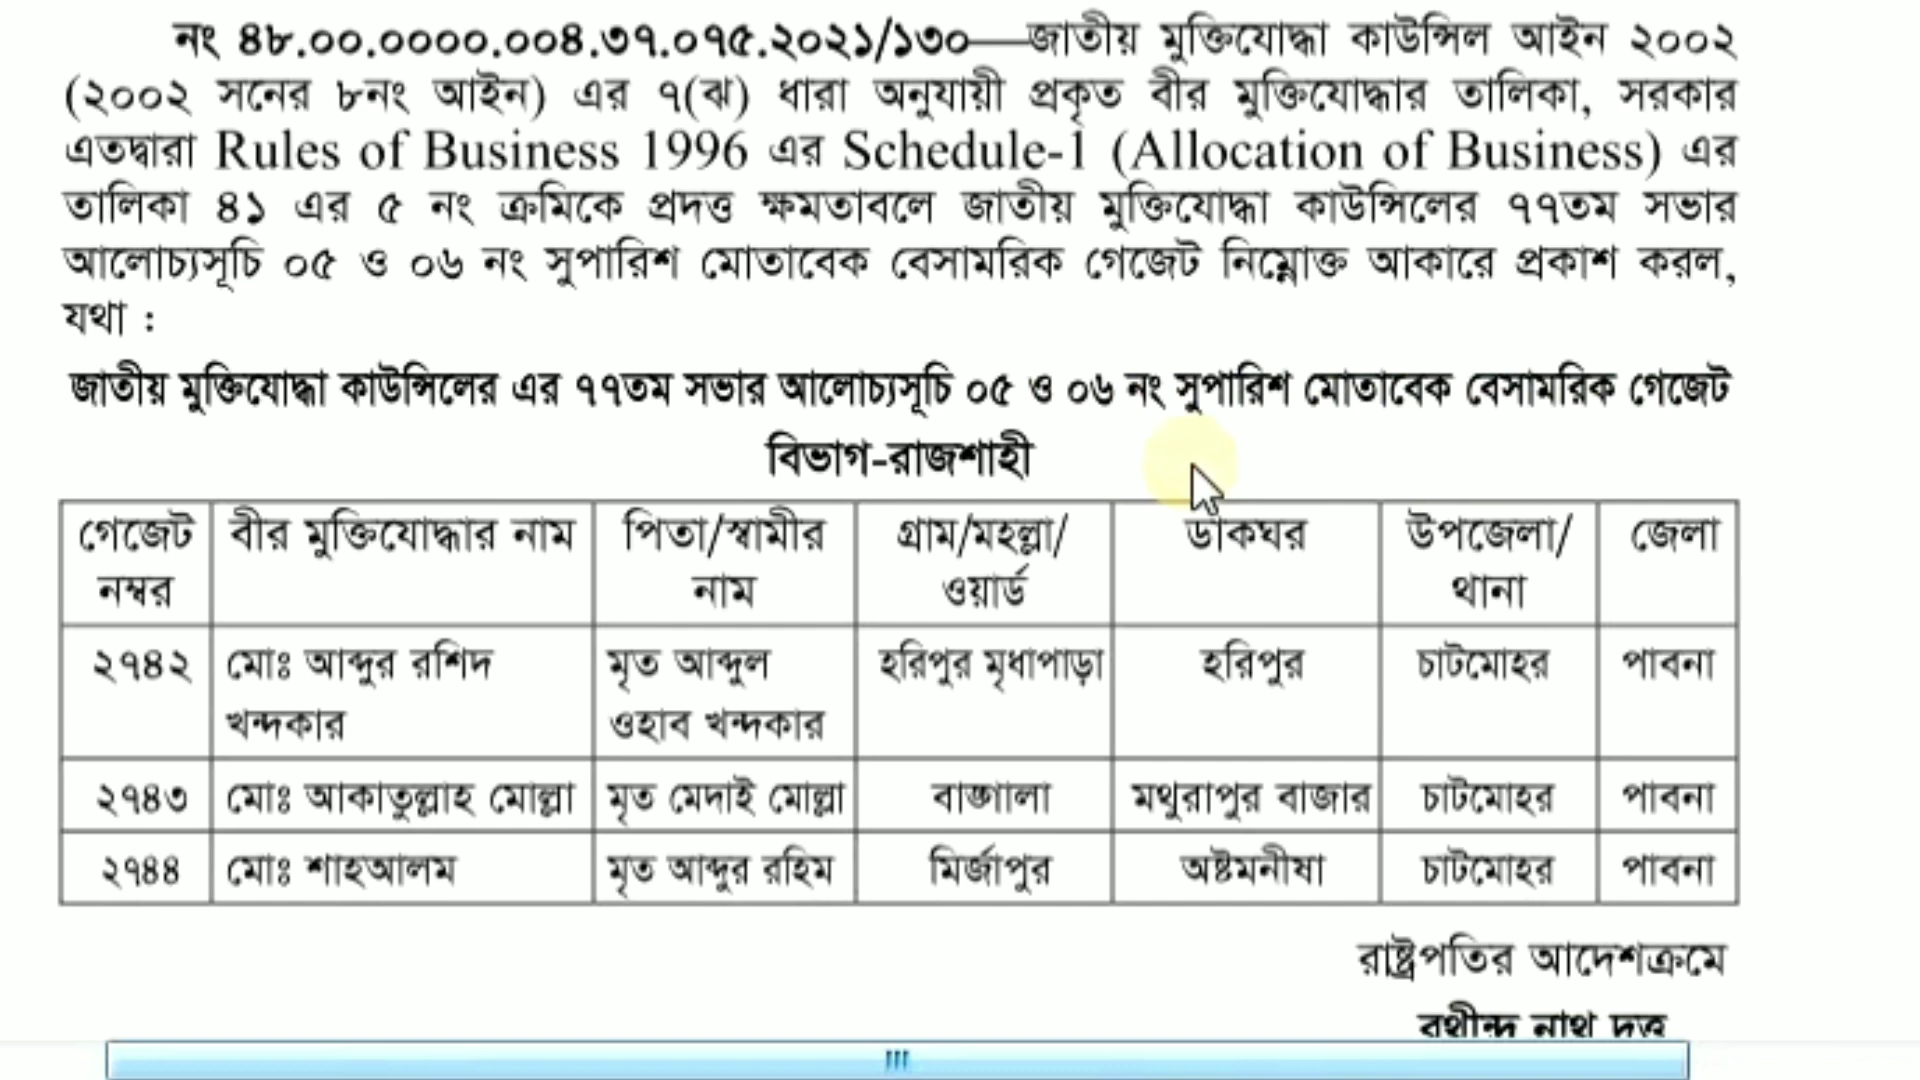 নং ৪৮.০০.০০০০.০০৪.৩৭.০৭৫.২০২১/১৩০—জাতীয় মুক্তিযোদ্ধা কাউন্সিল আইন ২০০২
(২০০২ সনের ৮নং আইন) এর ৭(ঝ) ধারা অনুযায়ী প্রকৃত বীর মুক্তিযোদ্ধার তালিকা, সরকার
এতদ্বারা Rules of Business 1996 এর Schedule-1 (Allocation of Business) এর
তালিকা ৪১ এর ৫ নং ক্রমিকে প্রদত্ত ক্ষমতাবলে জাতীয় মুক্তিযোদ্ধা কাউন্সিলের ৭৭তম সভার
আলোচ্যসূচি ০৫ ও ০৬ নং সুপারিশ মোতাবেক বেসামরিক গেজেট নিম্নোক্ত আকারে প্রকাশ করল,
যথা :
জাতীয় মুক্তিযোদ্ধা কাউন্সিলের এর ৭৭তম সভার আলোচ্যসূচি ০৫ ও ০৬ নং সুপারিশ মোতাবেক বেসামরিক গেজেট
বিভাগ-রাজশাহী
গেজেট নম্বর বীর মুক্তিযোদ্ধার নাম পিতা/স্বামীর নাম গ্রাম/মহল্লা/ওয়ার্ড ডাকঘর উপজেলা/থানা জেলা
২৭৪২ মোঃ আব্দুর রশিদ খন্দকার মৃত আব্দুল ওহাব খন্দকার হরিপুর মৃধাপাড়া হরিপুর চাটমোহর পাবনা
২৭৪৩ মোঃ আকাতুল্লাহ মোল্লা মৃত মেদাই মোল্লা বাঙ্গালা মথুরাপুর বাজার চাটমোহর পাবনা
২৭৪৪ মোঃ শাহআলম মৃত আব্দুর রহিম মির্জাপুর অষ্টমনীষা চাটমোহর পাবনা
রাষ্ট্রপতির আদেশক্রমে
রথীন্দ্র নাথ দত্ত